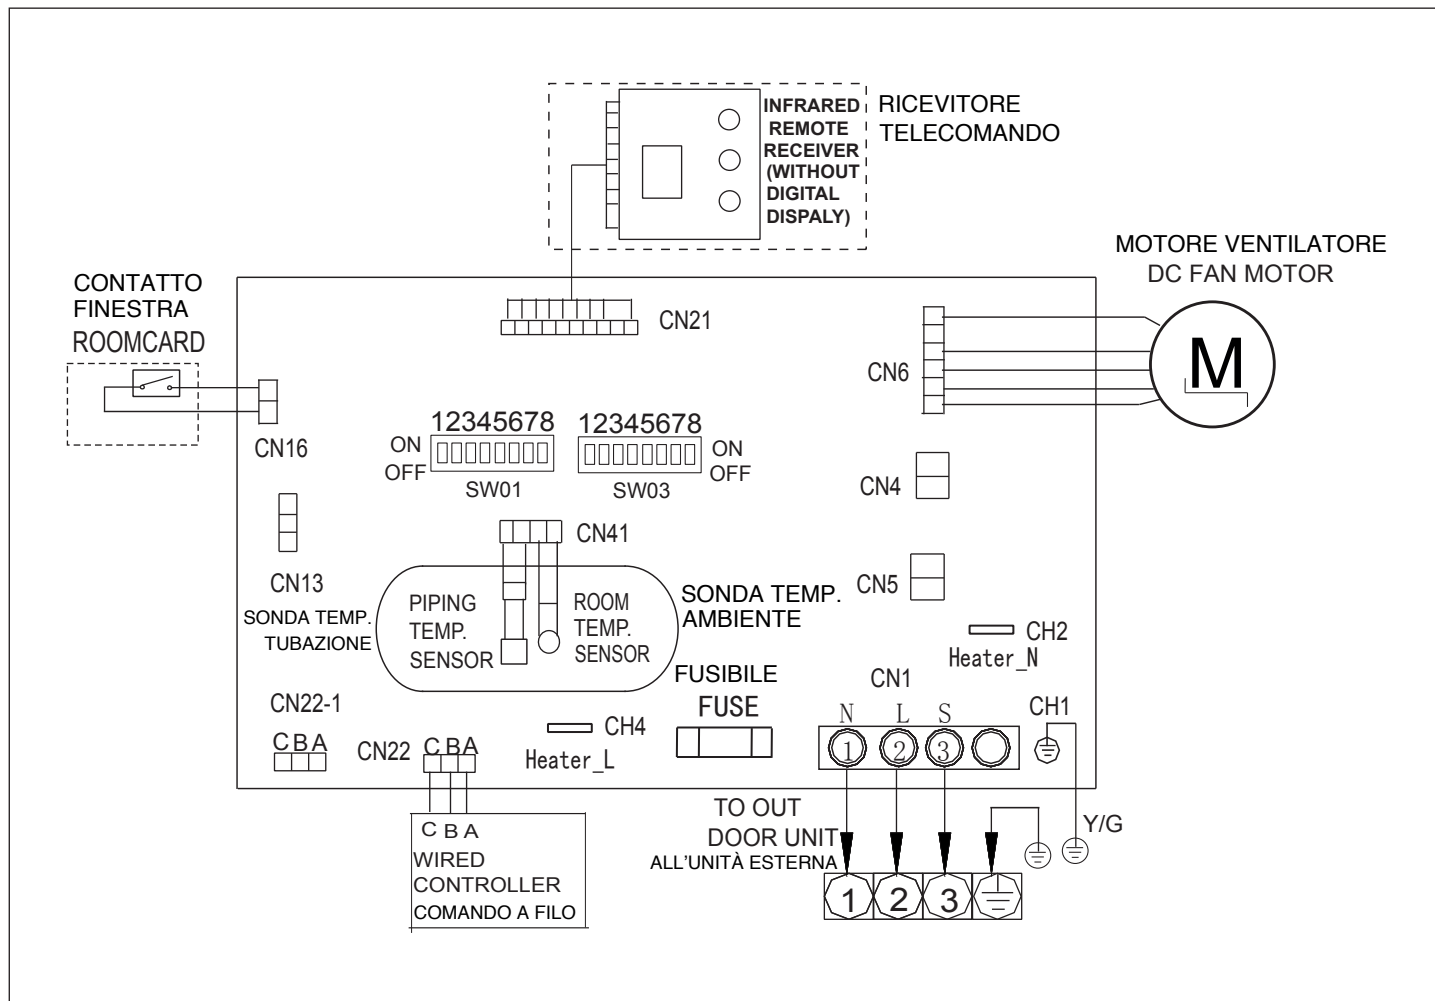 INFRARED
REMOTE
RECEIVER
(WITHOUT
DIGITAL
DISPALY)
RICEVITORE
TELECOMANDO
MOTORE VENTILATORE
DC FAN MOTOR
M
CONTATTO
FINESTRA
ROOMCARD
CN21
CN6
CN16
12345678
ON
OFF
SW01
12345678
ON
OFF
SW03
CN4
CN41
CN13
CN5
SONDA TEMP.
TUBAZIONE
PIPING
TEMP.
SENSOR
ROOM
TEMP.
SENSOR
SONDA TEMP.
AMBIENTE
CH2
Heater_N
FUSIBILE
FUSE
CN1
CH1
N L S
1 2 3
CN22-1
CBA
CN22
CBA
CH4
Heater_L
TO OUT
DOOR UNIT
ALL'UNITÀ ESTERNA
Y/G
1 2 3
C B A
WIRED
CONTROLLER
COMANDO A FILO